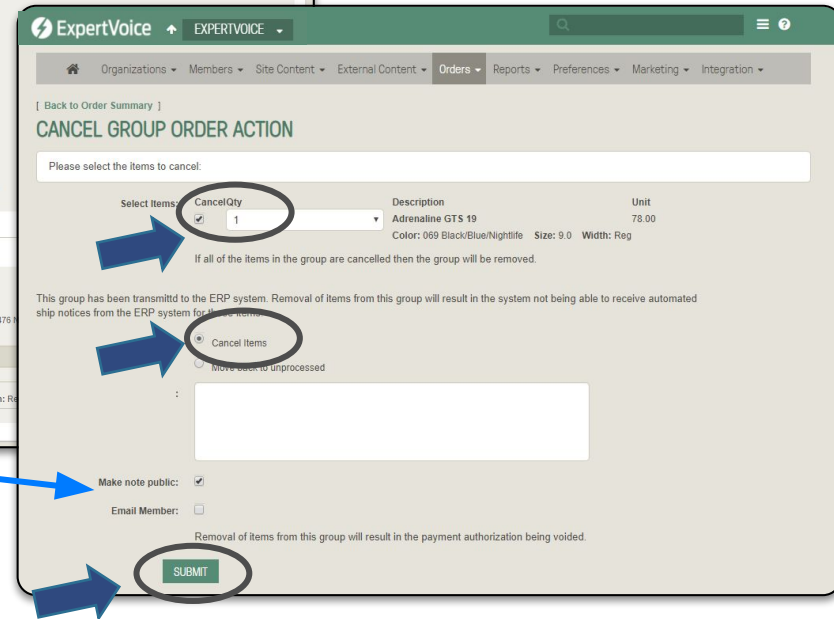 ExpertVoice EXPERTVOICE
Organizations Members Site Content External Content Orders Reports Preferences Marketing Integration
[ Back to Order Summary ]
CANCEL GROUP ORDER ACTION
Please select the items to cancel:
Select Items: Cancel Qty Description Unit
1 Adrenaline GTS 19 78.00
Color: 069 Black/Blue/Nightlife Size: 9.0 Width: Reg
If all of the items in the group are cancelled then the group will be removed.
This group has been transmittd to the ERP system. Removal of items from this group will result in the system not being able to receive automated
ship notices from the ERP system for these items.
Cancel Items
Move back to unprocessed
:
Make note public:
Email Member:
Removal of items from this group will result in the payment authorization being voided.
SUBMIT